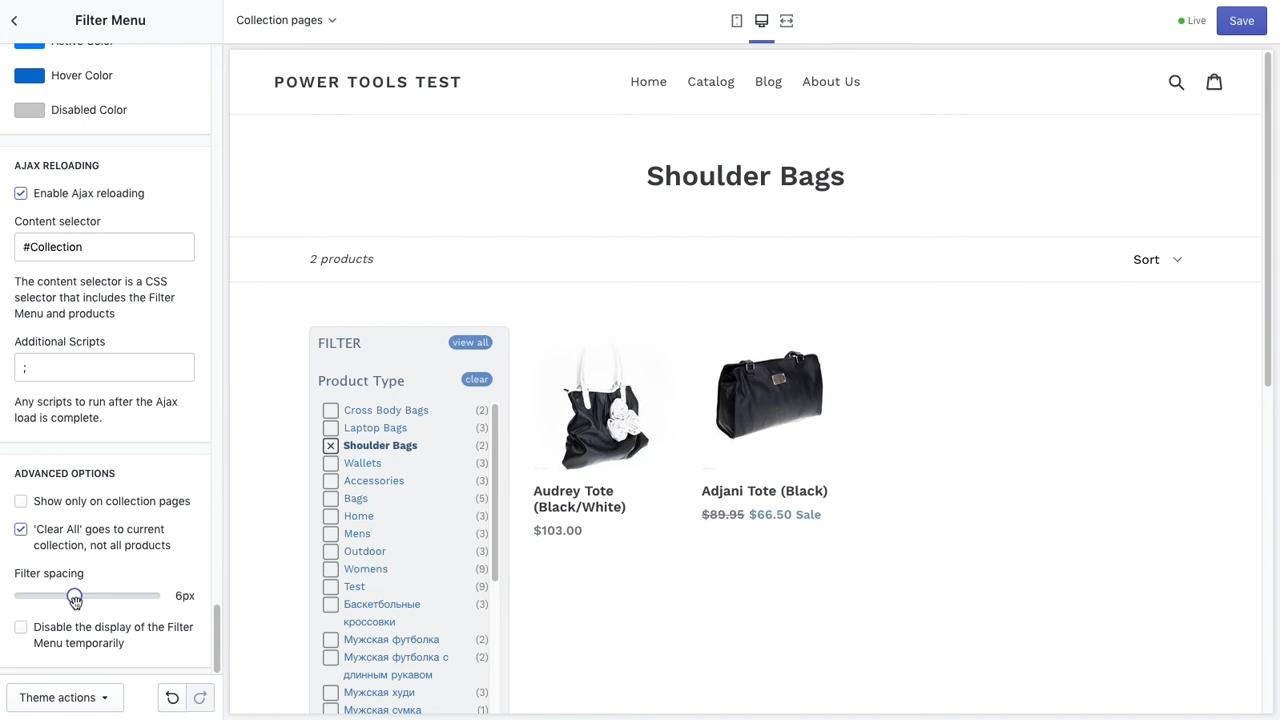 Filter Menu
Collection pages
Live
Save
Active Color
Hover Color
Disabled Color
AJAX RELOADING
Enable Ajax reloading
Content selector
#Collection
The content selector is a CSS
selector that includes the Filter
Menu and products
Additional Scripts
;
Any scripts to run after the Ajax
load is complete.
ADVANCED OPTIONS
Show only on collection pages
'Clear All' goes to current
collection, not all products
Filter spacing
6px
Disable the display of the Filter
Menu temporarily
Theme actions
POWER TOOLS TEST
Home Catalog Blog About Us
Shoulder Bags
2 products
Sort
FILTER view all
Product Type clear
Cross Body Bags (2)
Laptop Bags (3)
Shoulder Bags (2)
Wallets (3)
Accessories (3)
Bags (5)
Home (3)
Mens (3)
Outdoor (3)
Womens (9)
Test (9)
Баскетбольные (3)
кроссовки
Мужская футболка (2)
Мужская футболка с (2)
длинным рукавом
Мужская худи (3)
Мужская сумка (1)
Audrey Tote
(Black/White)
$103.00
Adjani Tote (Black)
$89.95 $66.50 Sale